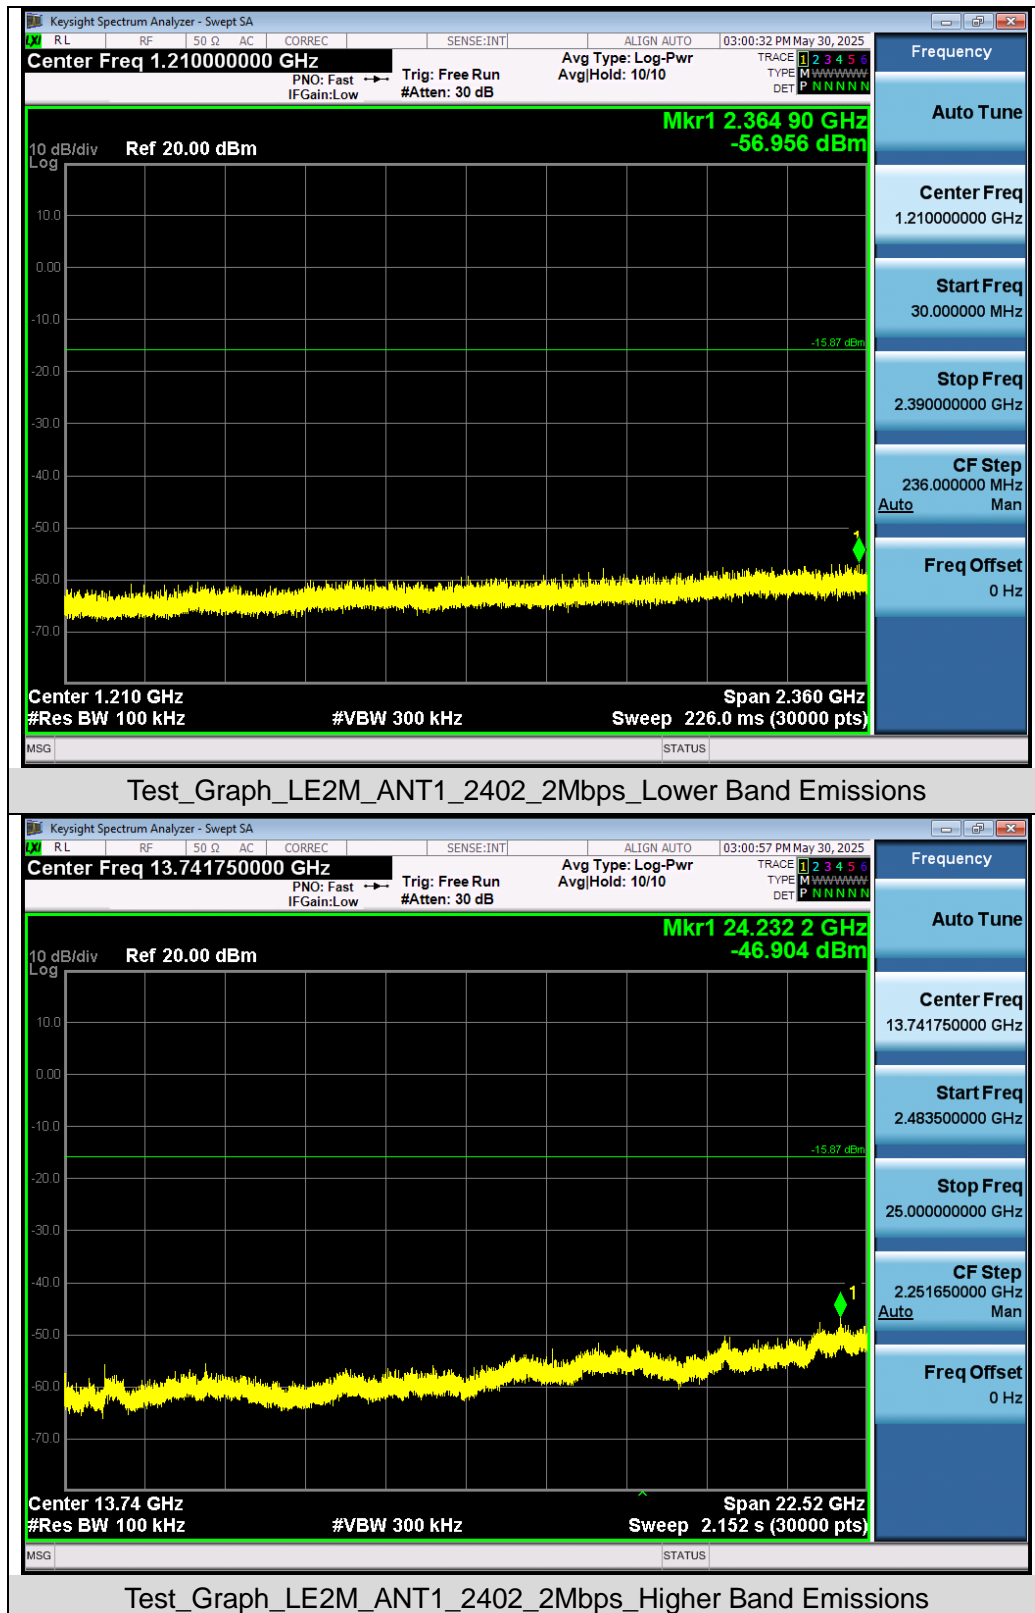 Keysight Spectrum Analyzer - Swept SA
LXI RL RF 50 Ω AC CORREC SENSE:INT ALIGN AUTO 03:00:32 PM May 30, 2025
Center Freq 1.210000000 GHz
PNO: Fast
IFGain:Low
Trig: Free Run
#Atten: 30 dB
Avg Type: Log-Pwr
Avg|Hold: 10/10
TRACE 1 2 3 4 5 6
TYPE M WWWWW
DET P N N N N N
Frequency
Mkr1 2.364 90 GHz
-56.956 dBm
10 dB/div
Log
Ref 20.00 dBm
10.0
0.00
-10.0
-15.87 dBm
-20.0
-30.0
-40.0
-50.0
1
-60.0
-70.0
Center 1.210 GHz
Span 2.360 GHz
#Res BW 100 kHz
#VBW 300 kHz
Sweep 226.0 ms (30000 pts)
MSG
STATUS
Auto Tune
Center Freq
1.210000000 GHz
Start Freq
30.000000 MHz
Stop Freq
2.390000000 GHz
CF Step
236.000000 MHz
Auto Man
Freq Offset
0 Hz
Test_Graph_LE2M_ANT1_2402_2Mbps_Lower Band Emissions
Keysight Spectrum Analyzer - Swept SA
LXI RL RF 50 Ω AC CORREC SENSE:INT ALIGN AUTO 03:00:57 PM May 30, 2025
Center Freq 13.741750000 GHz
PNO: Fast
IFGain:Low
Trig: Free Run
#Atten: 30 dB
Avg Type: Log-Pwr
Avg|Hold: 10/10
TRACE 1 2 3 4 5 6
TYPE M WWWWW
DET P N N N N N
Frequency
Mkr1 24.232 2 GHz
-46.904 dBm
10 dB/div
Log
Ref 20.00 dBm
10.0
0.00
-10.0
-15.87 dBm
-20.0
-30.0
-40.0
1
-50.0
-60.0
-70.0
Center 13.74 GHz
Span 22.52 GHz
#Res BW 100 kHz
#VBW 300 kHz
Sweep 2.152 s (30000 pts)
MSG
STATUS
Auto Tune
Center Freq
13.741750000 GHz
Start Freq
2.483500000 GHz
Stop Freq
25.000000000 GHz
CF Step
2.251650000 GHz
Auto Man
Freq Offset
0 Hz
Test_Graph_LE2M_ANT1_2402_2Mbps_Higher Band Emissions